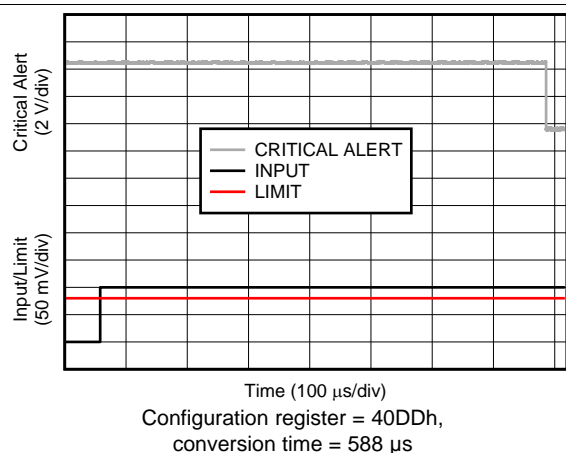 Critical Alert
(2 V/div)
CRITICAL ALERT
INPUT
LIMIT
Input/Limit
(50 mV/div)
Time (100 μs/div)
Configuration register = 40DDh,
conversion time = 588 μs